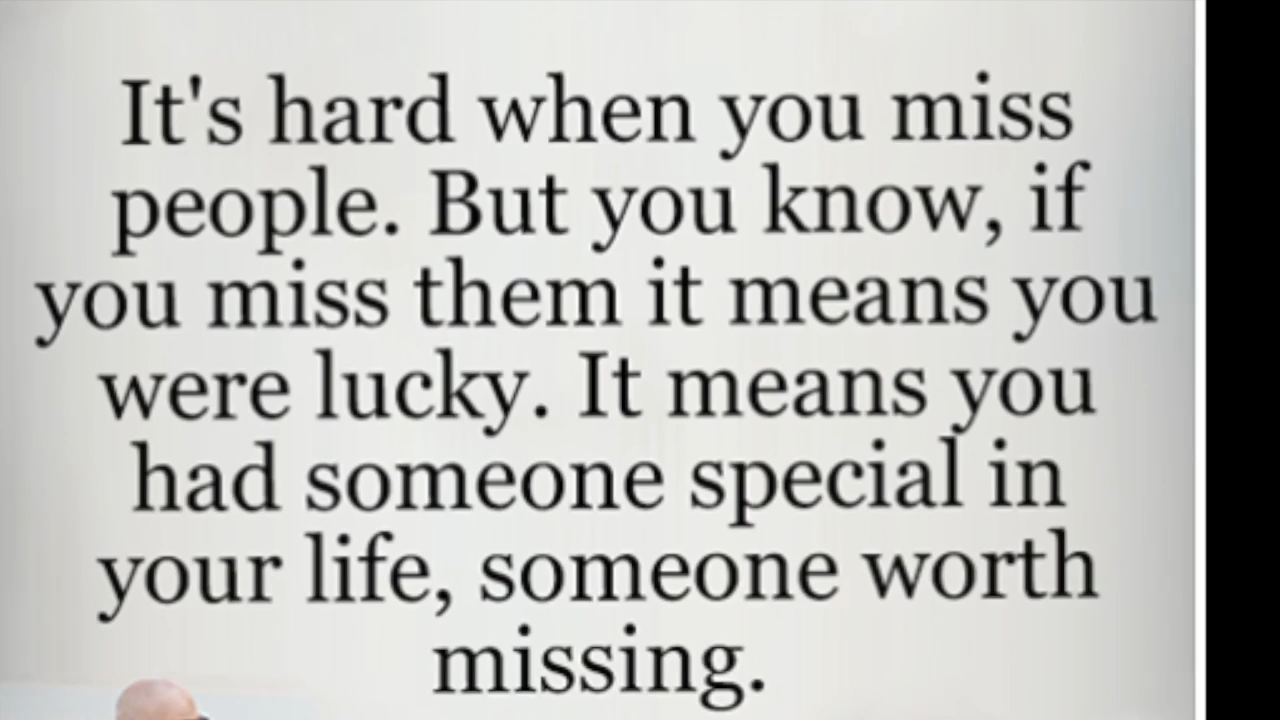 It's hard when you miss
people. But you know, if
you miss them it means you
were lucky. It means you
had someone special in
your life, someone worth
missing.